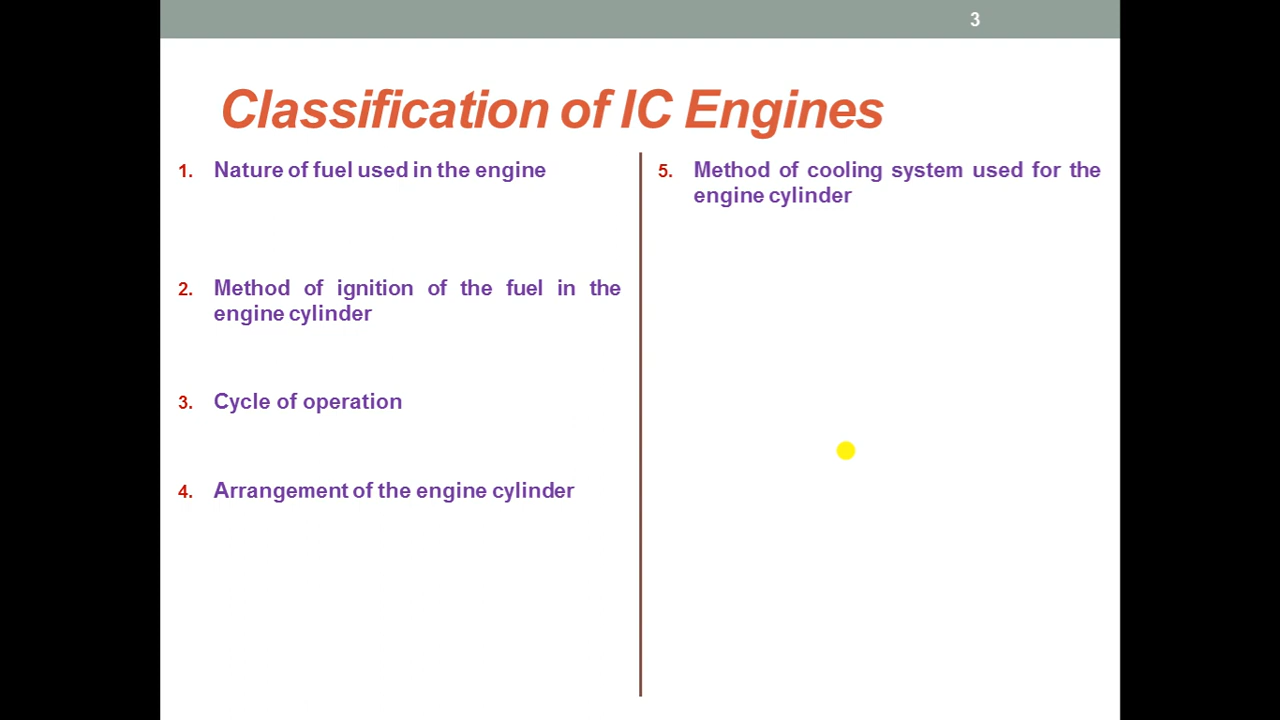 3
Classification of IC Engines
1. Nature of fuel used in the engine
2. Method of ignition of the fuel in the
engine cylinder
3. Cycle of operation
4. Arrangement of the engine cylinder
5. Method of cooling system used for the
engine cylinder